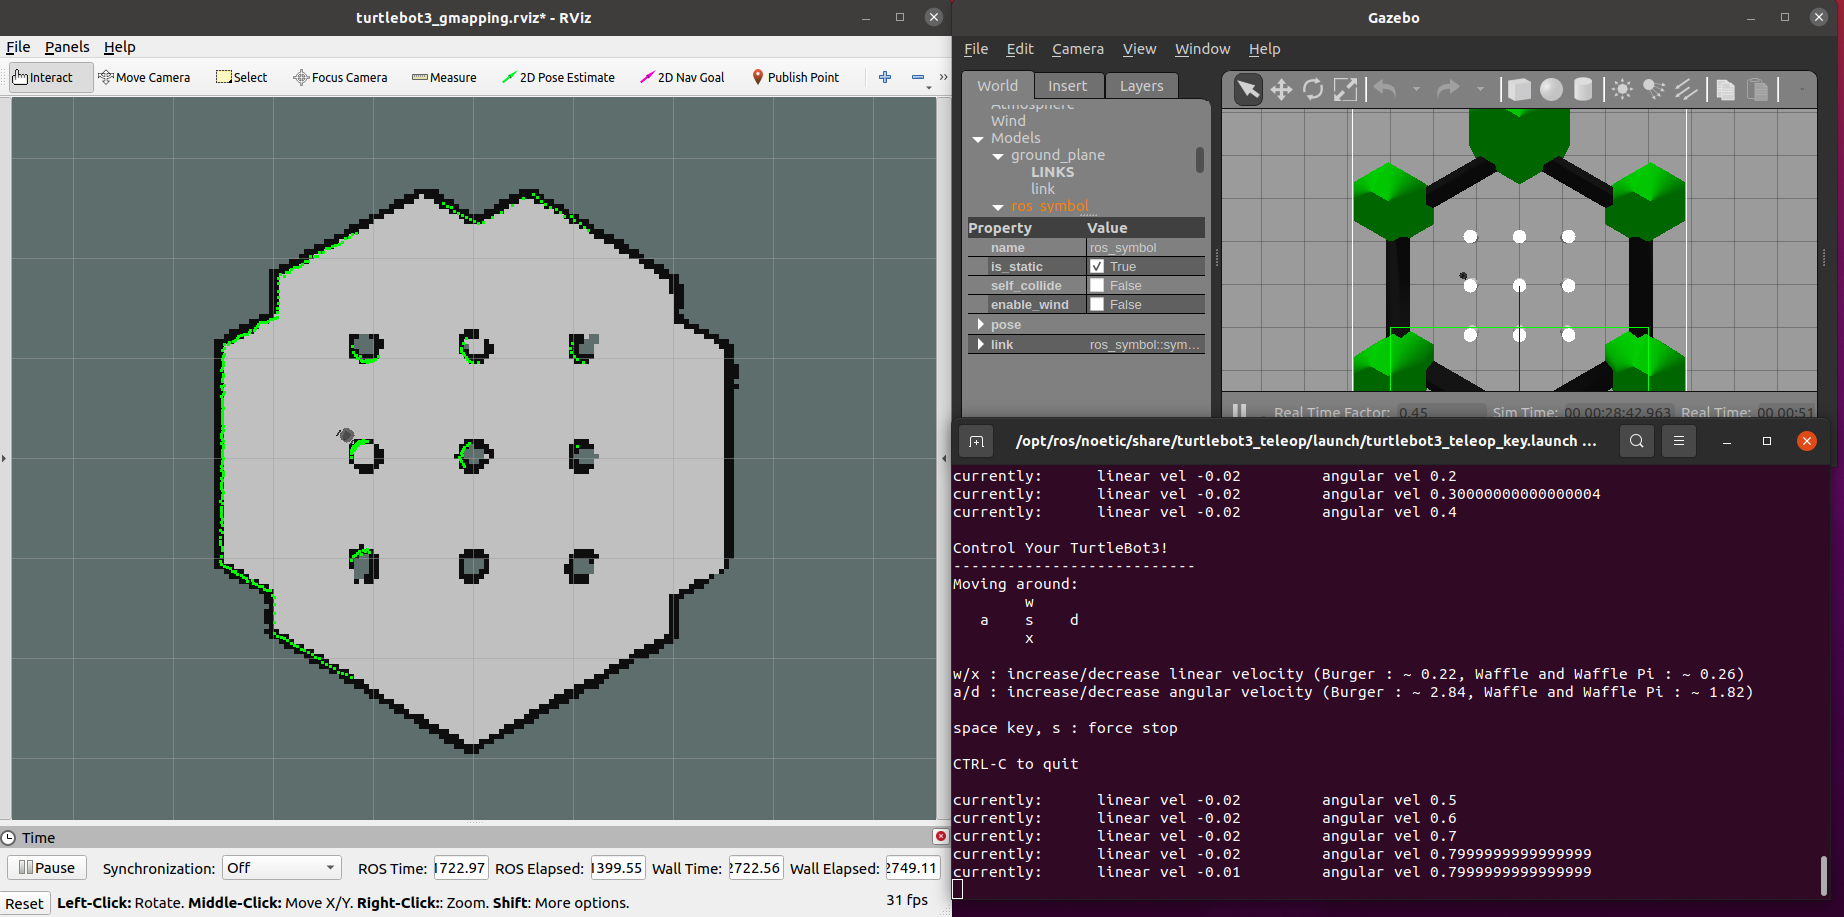 turtlebot3_gmapping.rviz* - RViz
File Panels Help
Interact Move Camera Select Focus Camera Measure 2D Pose Estimate 2D Nav Goal Publish Point »
Time
Pause Synchronization: Off ROS Time: 1722.97 ROS Elapsed: 1399.55 Wall Time: 2722.56 Wall Elapsed: 2749.11
Reset Left-Click: Rotate. Middle-Click: Move X/Y. Right-Click:: Zoom. Shift: More options. 31 fps
Gazebo
File Edit Camera View Window Help
World Insert Layers
Atmosphere
Wind
Models
ground_plane
LINKS
link
ros_symbol
Property Value
name ros_symbol
is_static True
self_collide False
enable_wind False
pose
link ros_symbol::sym...
Real Time Factor: 0.45 Sim Time: 00 00:28:42.963 Real Time: 00 00:51
/opt/ros/noetic/share/turtlebot3_teleop/launch/turtlebot3_teleop_key.launch ...
currently: linear vel -0.02 angular vel 0.2
currently: linear vel -0.02 angular vel 0.30000000000000004
currently: linear vel -0.02 angular vel 0.4
Control Your TurtleBot3!
---------------------------
Moving around:
w
a s d
x
w/x : increase/decrease linear velocity (Burger : ~ 0.22, Waffle and Waffle Pi : ~ 0.26)
a/d : increase/decrease angular velocity (Burger : ~ 2.84, Waffle and Waffle Pi : ~ 1.82)
space key, s : force stop
CTRL-C to quit
currently: linear vel -0.02 angular vel 0.5
currently: linear vel -0.02 angular vel 0.6
currently: linear vel -0.02 angular vel 0.7
currently: linear vel -0.02 angular vel 0.7999999999999999
currently: linear vel -0.01 angular vel 0.7999999999999999